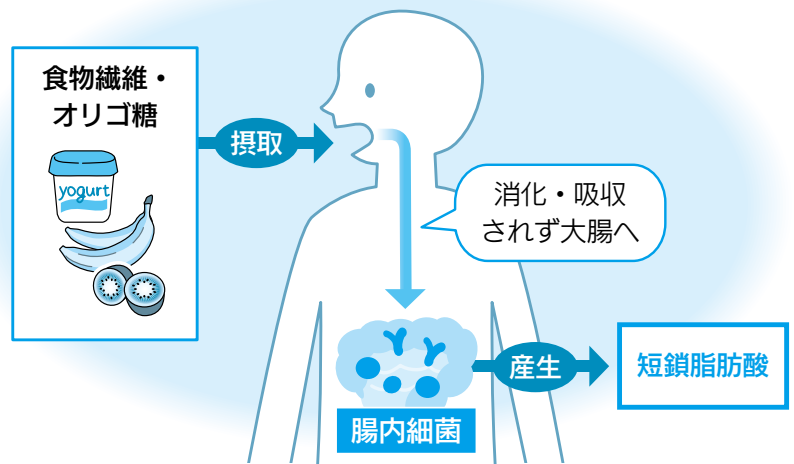 食物繊維・
オリゴ糖
yogurt
摂取
消化・吸収
されず大腸へ
腸内細菌
産生
短鎖脂肪酸